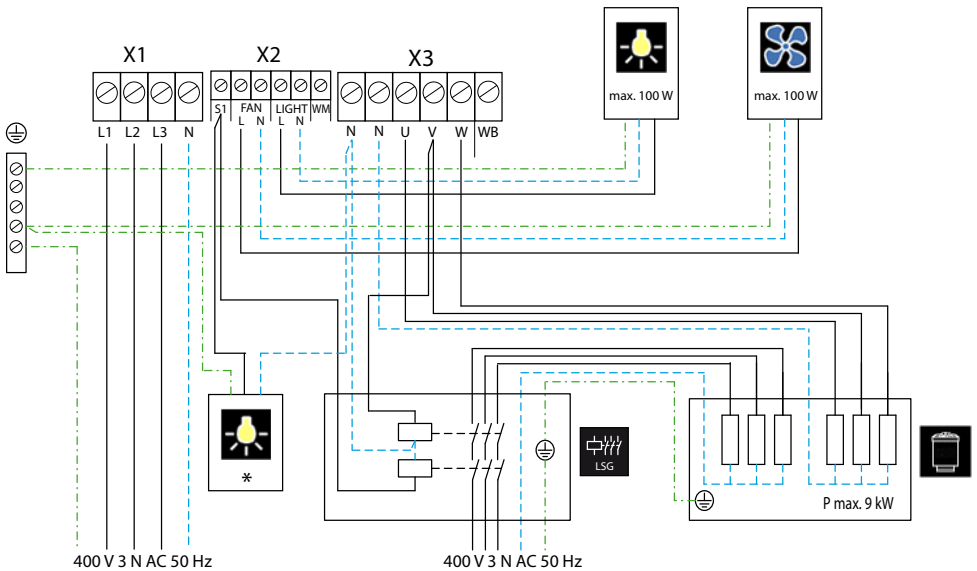 X1 X2 X3
max. 100 W max. 100 W
S1 FAN LIGHT WM
L N L N
L1 L2 L3 N
N N U V W WB
*
LSG
P max. 9 kW
400 V 3 N AC 50 Hz 400 V 3 N AC 50 Hz